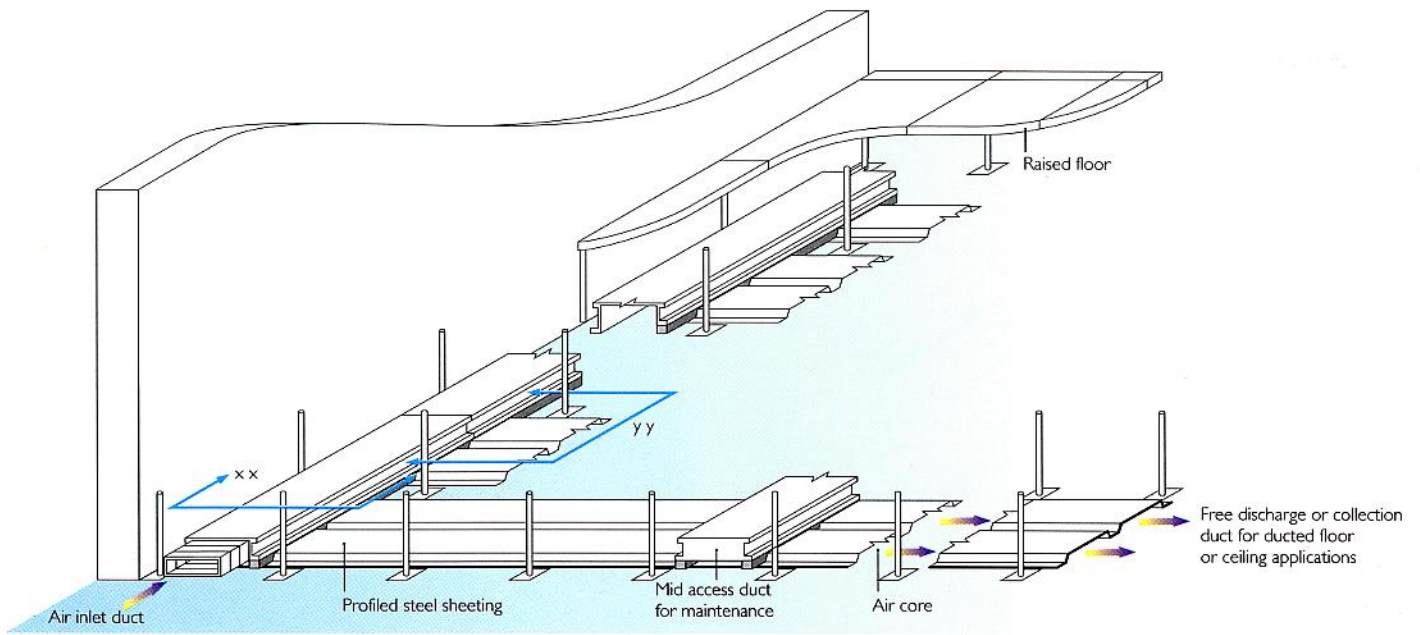 Raised floor
y y
x x
Free discharge or collection
duct for ducted floor
or ceiling applications
Air inlet duct
Profiled steel sheeting
Mid access duct
for maintenance
Air core